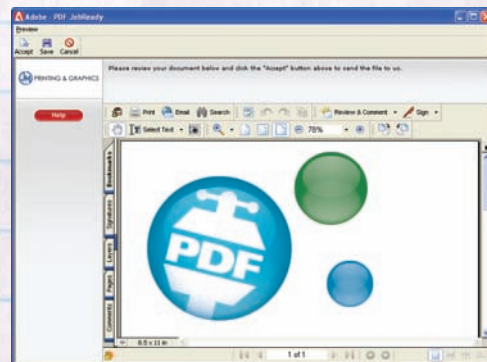 Adobe PDF JobReady
Preview
Accept Save Cancel
PRINTING & GRAPHICS
Please review your document below and click the "Accept" button above to send the file to us.
Help
Print Email Search Review & Comment Sign
Select Text 78%
Bookmarks
Signatures
Layers
Pages
Comments
PDF
8.5 x 11 in
1 of 1